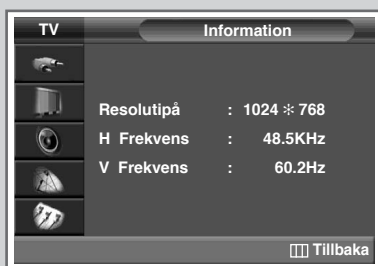 TV Information
Resolutipå : 1024 ✻ 768
H Frekvens : 48.5KHz
V Frekvens : 60.2Hz
Tillbaka